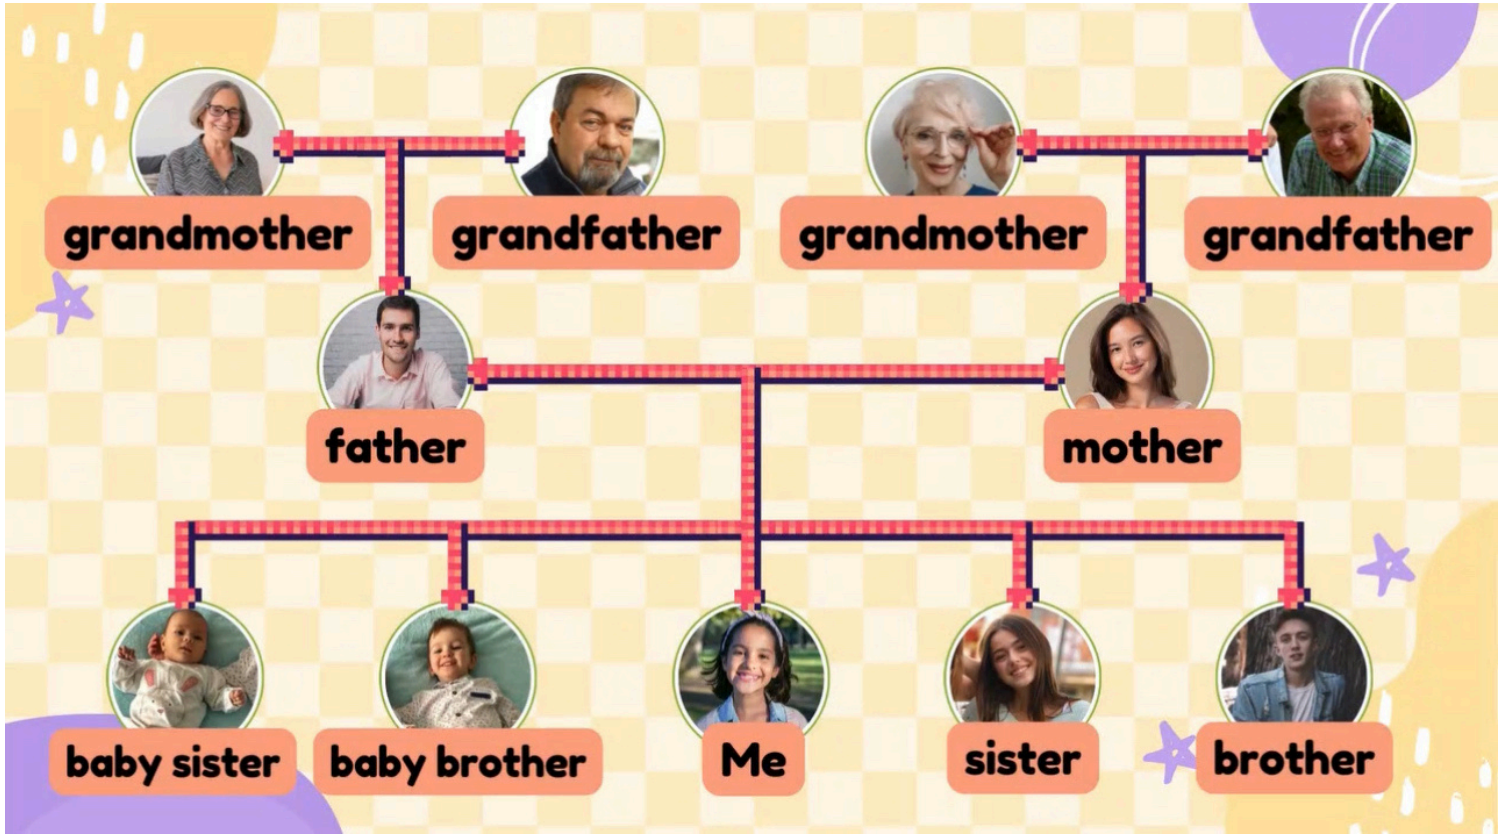 grandmother
grandfather
grandmother
grandfather
father
mother
baby sister
baby brother
Me
sister
brother